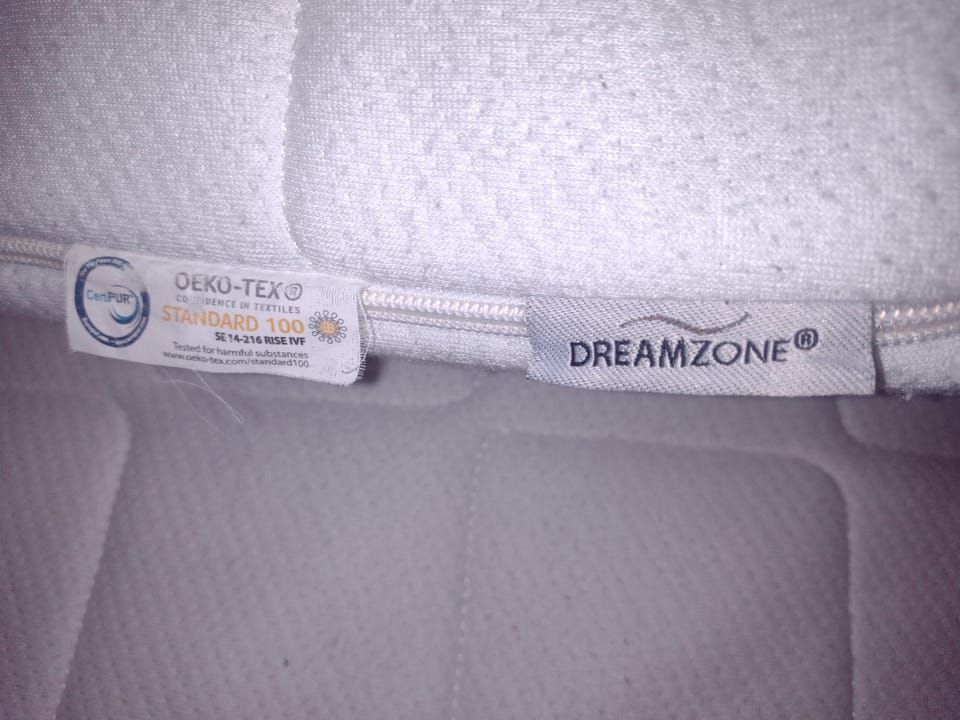 CertiPUR™
OEKO-TEX®
CONFIDENCE IN TEXTILES
STANDARD 100
SE 14-216 RISE IVF
Tested for harmful substances
www.oeko-tex.com/standard100
DREAMZONE®